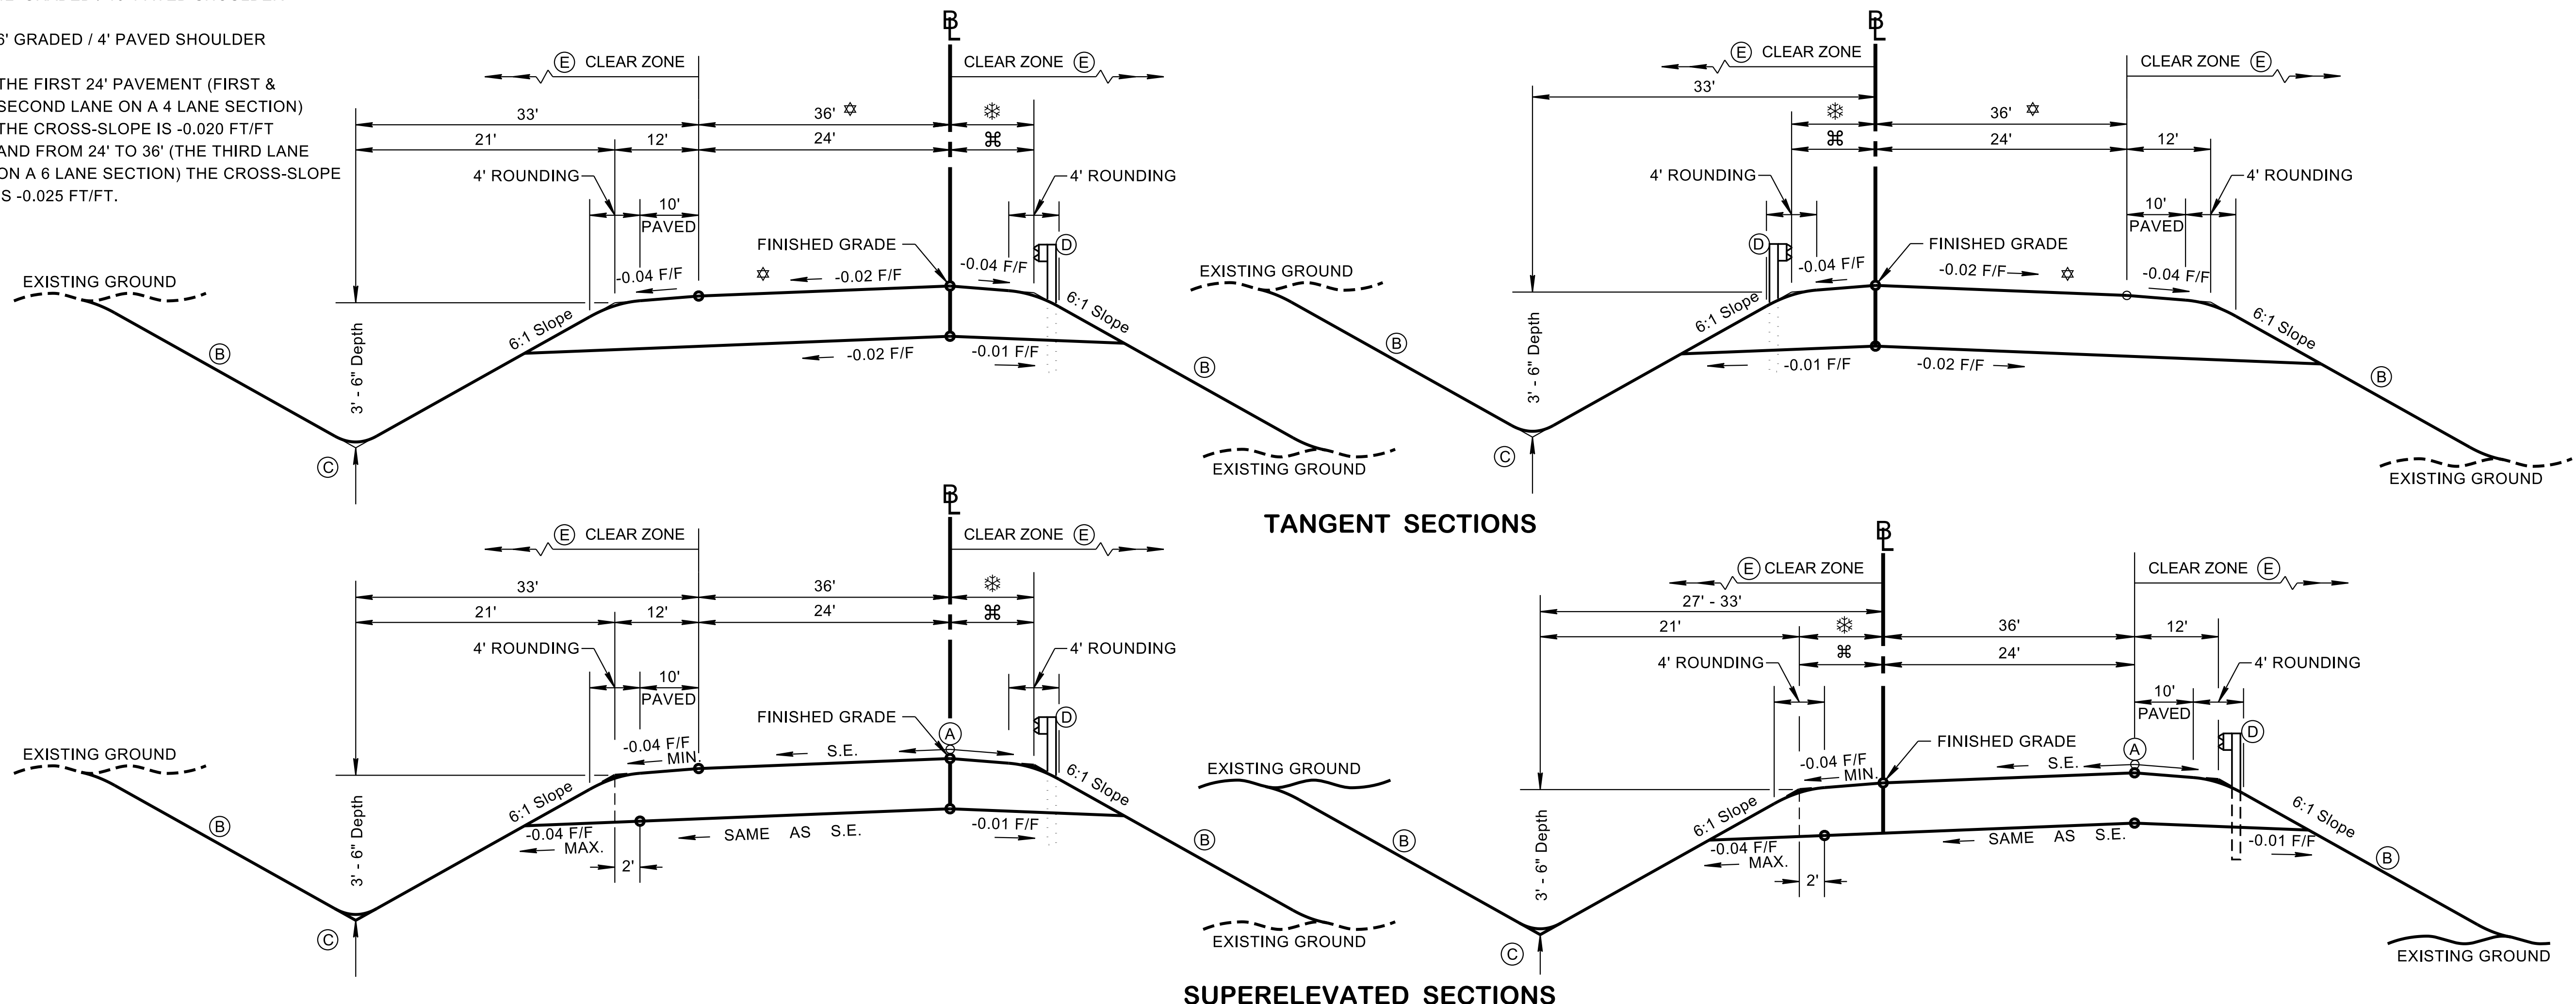 6' GRADED / 4' PAVED SHOULDER
THE FIRST 24' PAVEMENT (FIRST &
SECOND LANE ON A 4 LANE SECTION)
THE CROSS-SLOPE IS -0.020 FT/FT
AND FROM 24' TO 36' (THE THIRD LANE
ON A 6 LANE SECTION) THE CROSS-SLOPE
IS -0.025 FT/FT.
BL
E CLEAR ZONE
CLEAR ZONE E
33'
36' ✡
❄
21'
12'
24'
⌘
4' ROUNDING
4' ROUNDING
10'
PAVED
FINISHED GRADE
D
EXISTING GROUND
-0.04 F/F
✡
-0.02 F/F
-0.04 F/F
6:1 Slope
6:1 Slope
3' - 6" Depth
B
-0.02 F/F
-0.01 F/F
B
C
EXISTING GROUND
BL
E CLEAR ZONE
CLEAR ZONE E
33'
❄
36' ✡
⌘
24'
12'
4' ROUNDING
4' ROUNDING
10'
PAVED
D
FINISHED GRADE
EXISTING GROUND
-0.04 F/F
-0.02 F/F
✡
-0.04 F/F
6:1 Slope
6:1 Slope
3' - 6" Depth
B
-0.01 F/F
-0.02 F/F
B
C
EXISTING GROUND
TANGENT SECTIONS
BL
E CLEAR ZONE
CLEAR ZONE E
33'
36'
❄
21'
12'
24'
⌘
4' ROUNDING
4' ROUNDING
10'
PAVED
FINISHED GRADE
D
A
EXISTING GROUND
-0.04 F/F
MIN.
S.E.
6:1 Slope
6:1 Slope
3' - 6" Depth
B
-0.04 F/F
MAX.
SAME AS S.E.
-0.01 F/F
B
2'
C
EXISTING GROUND
BL
E CLEAR ZONE
CLEAR ZONE E
27' - 33'
21'
❄
36'
12'
⌘
24'
4' ROUNDING
4' ROUNDING
10'
PAVED
FINISHED GRADE
D
A
EXISTING GROUND
-0.04 F/F
MIN.
S.E.
6:1 Slope
6:1 Slope
3' - 6" Depth
B
-0.04 F/F
MAX.
SAME AS S.E.
-0.01 F/F
B
2'
C
EXISTING GROUND
SUPERELEVATED SECTIONS